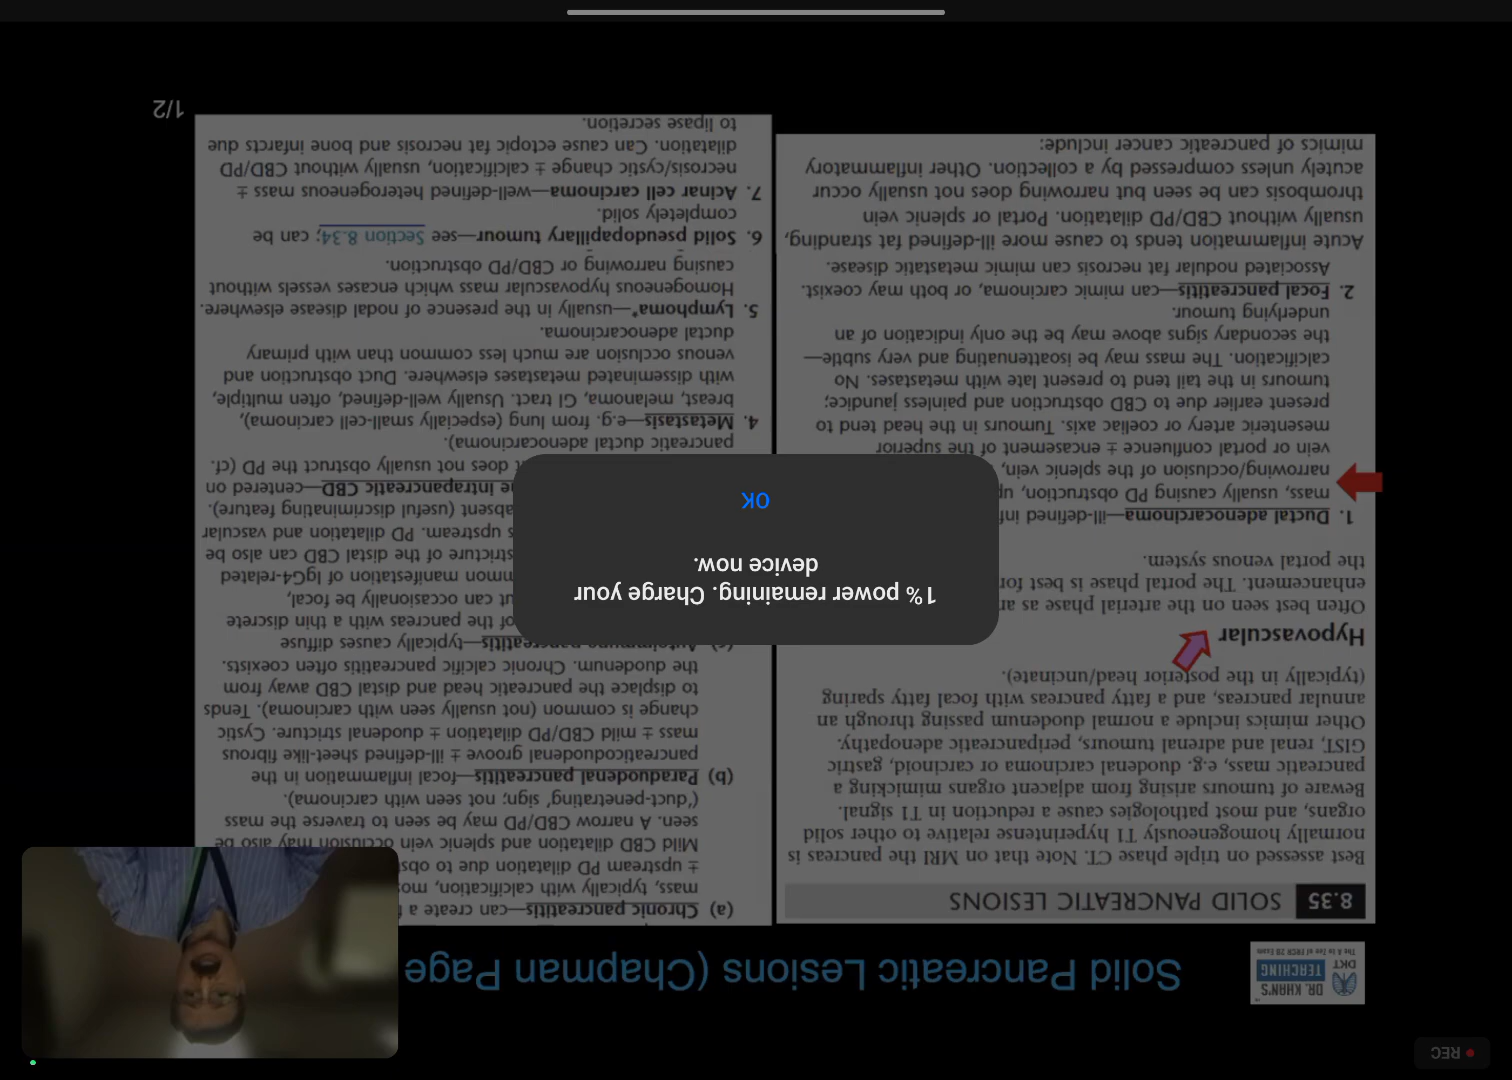 REC
DR. KHAN'S
DKT TEACHING
The A to Zen of FRCR 2B Exam
Solid Pancreatic Lesions (Chapman Page
8.35 SOLID PANCREATIC LESIONS
Best assessed on triple phase CT. Note that on MRI the pancreas is
normally homogeneously T1 hyperintense relative to other solid
organs, and most pathologies cause a reduction in T1 signal.
Beware of tumours arising from adjacent organs mimicking a
pancreatic mass, e.g. duodenal carcinoma or carcinoid, gastric
GIST, renal and adrenal tumours, peripancreatic adenopathy.
Other mimics include a normal duodenum passing through an
annular pancreas, and a fatty pancreas with focal fatty sparing
(typically in the posterior head/uncinate).
Hypovascular
Often best seen on the arterial phase as
enhancement. The portal phase is best for
the portal venous system.
1. Ductal adenocarcinoma—ill-defined
mass, usually causing PD obstruction,
narrowing/occlusion of the splenic vein,
vein or portal confluence ± encasement of the superior
mesenteric artery or coeliac axis. Tumours in the head tend to
present earlier due to CBD obstruction and painless jaundice;
tumours in the tail tend to present late with metastases. No
calcification. The mass may be isoattenuating and very subtle—
the secondary signs above may be the only indication of an
underlying tumour.
2. Focal pancreatitis—can mimic carcinoma, or both may coexist.
Associated nodular fat necrosis can mimic metastatic disease.
Acute inflammation tends to cause more ill-defined fat stranding,
usually without CBD/PD dilatation. Portal or splenic vein
thrombosis can be seen but narrowing does not usually occur
acutely unless compressed by a collection. Other inflammatory
mimics of pancreatic cancer include:
(a) Chronic pancreatitis—can create a
mass, typically with calcification,
± upstream PD dilatation due to
Mild CBD dilatation and splenic vein occlusion may also be
seen. A narrow CBD/PD may be seen to traverse the mass
('duct-penetrating' sign; not seen with carcinoma).
(b) Paraduodenal pancreatitis—focal inflammation in the
pancreaticoduodenal groove ± ill-defined sheet-like fibrous
mass ± mild CBD/PD dilatation ± duodenal stricture. Cystic
change is common (not usually seen with carcinoma). Tends
to displace the pancreatic head and distal CBD away from
the duodenum. Chronic calcific pancreatitis often coexists.
(c) Autoimmune pancreatitis—typically causes diffuse
of the pancreas with a thin discrete
but can occasionally be focal,
manifestation of IgG4-related
stricture of the distal CBD can also be
upstream. PD dilatation and vascular
absent (useful discriminating feature).
intrapancreatic CBD—centered on
does not usually obstruct the PD (cf.
pancreatic ductal adenocarcinoma).
4. Metastasis—e.g. from lung (especially small-cell carcinoma),
breast, melanoma, GI tract. Usually well-defined, often multiple,
with disseminated metastases elsewhere. Duct obstruction and
venous occlusion are much less common than with primary
ductal adenocarcinoma.
5. Lymphoma*—usually in the presence of nodal disease elsewhere.
Homogeneous hypovascular mass which encases vessels without
causing narrowing or CBD/PD obstruction.
6. Solid pseudopapillary tumour—see Section 8.34; can be
completely solid.
7. Acinar cell carcinoma—well-defined heterogeneous mass ±
necrosis/cystic change ± calcification, usually without CBD/PD
dilatation. Can cause ectopic fat necrosis and bone infarcts due
to lipase secretion.
1/2
1% power remaining. Charge your
device now.
OK